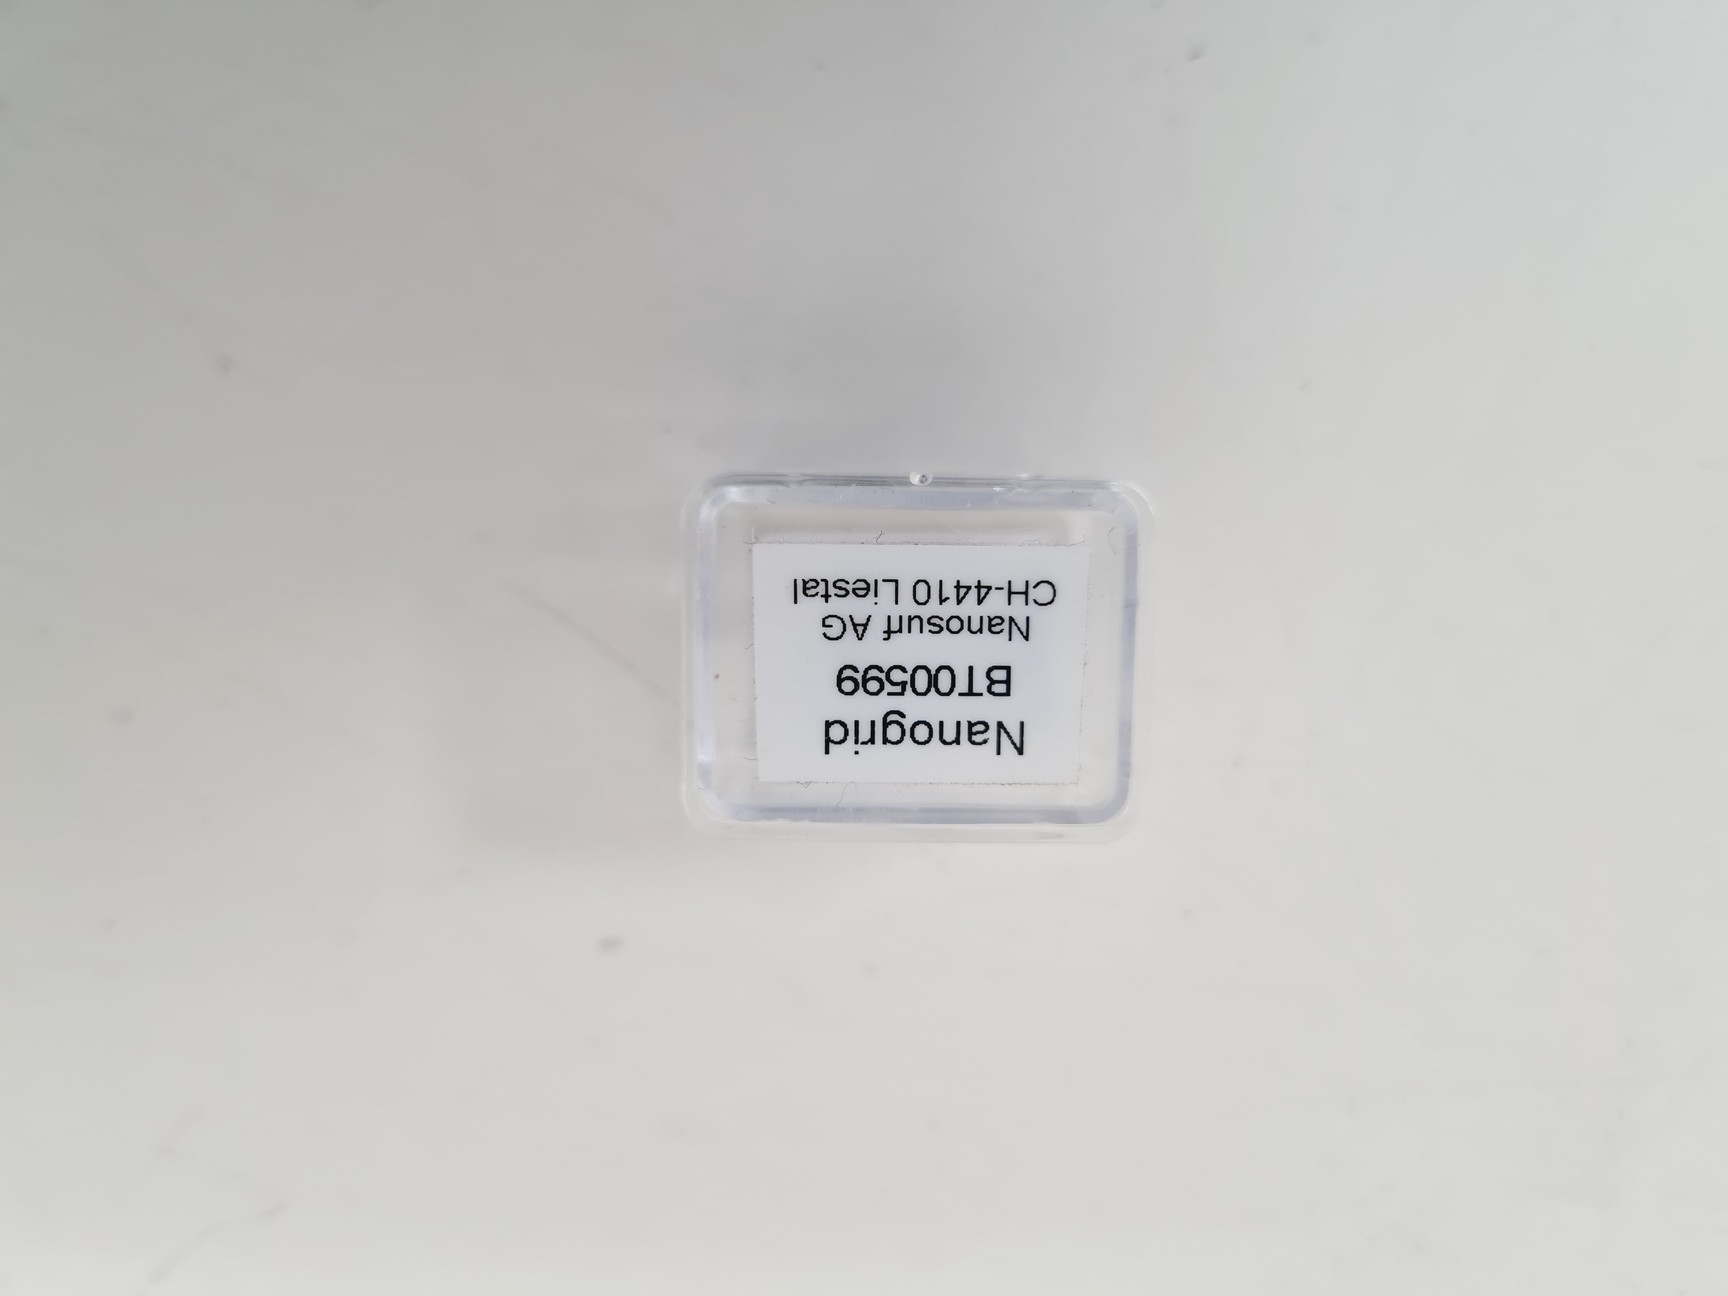 Nanogrid
BT00599
Nanosurf AG
CH-4410 Liestal